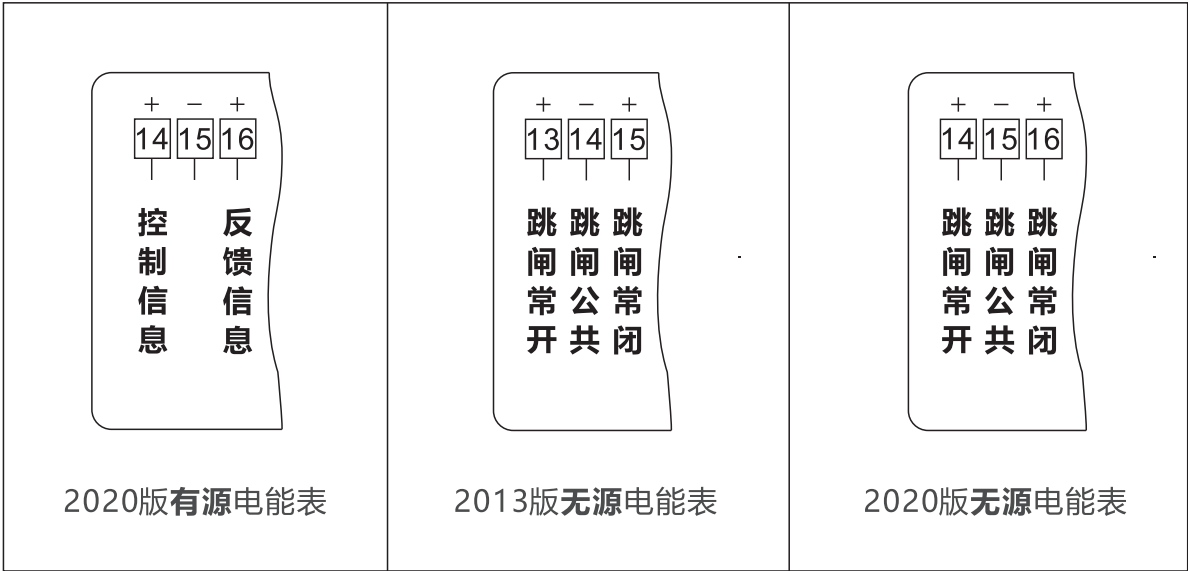 + − +
14 15 16
控制信息
反馈信息
2020版有源电能表
+ − +
13 14 15
跳闸常开
跳闸公共
跳闸常闭
2013版无源电能表
+ − +
14 15 16
跳闸常开
跳闸公共
跳闸常闭
2020版无源电能表